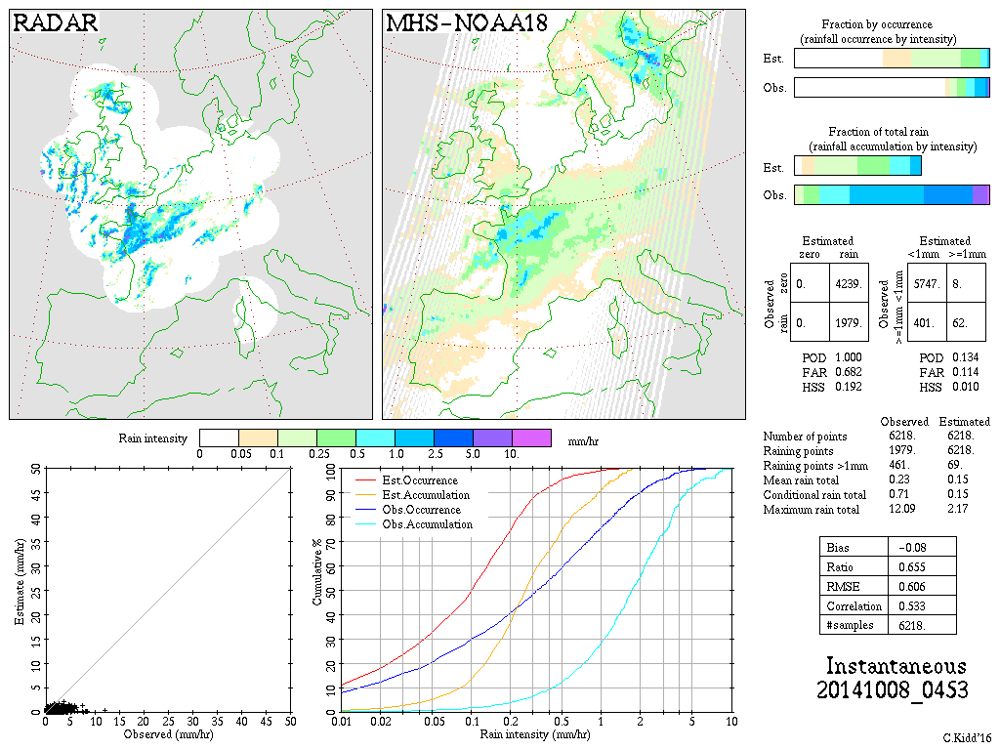 RADAR
MHS-NOAA18
Fraction by occurrence
(rainfall occurrence by intensity)
Est.
Obs.
Fraction of total rain
(rainfall accumulation by intensity)
Est.
Obs.
Estimated
zero rain
Observed
zero
rain
0. 4239.
0. 1979.
POD 1.000
FAR 0.682
HSS 0.192
Estimated
<1mm >=1mm
Observed
<1mm
>=1mm
5747. 8.
401. 62.
POD 0.134
FAR 0.114
HSS 0.010
Rain intensity
0 0.05 0.1 0.25 0.5 1.0 2.5 5.0 10.
mm/hr
Observed Estimated
Number of points 6218. 6218.
Raining points 1979. 6218.
Raining points >1mm 461. 69.
Mean rain total 0.23 0.15
Conditional rain total 0.71 0.15
Maximum rain total 12.09 2.17
Bias -0.08
Ratio 0.655
RMSE 0.606
Correlation 0.533
#samples 6218.
Estimate (mm/hr)
50
45
40
35
30
25
20
15
10
5
0
0 5 10 15 20 25 30 35 40 45 50
Observed (mm/hr)
Cumulative %
100
90
80
70
60
50
40
30
20
10
0
Est.Occurrence
Est.Accumulation
Obs.Occurrence
Obs.Accumulation
0.01 0.02 0.05 0.1 0.2 0.5 1 2 5 10
Rain intensity (mm/hr)
Instantaneous
20141008_0453
C.Kidd'16